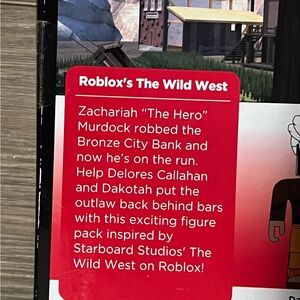 Roblox's The Wild West
Zachariah “The Hero”
Murdock robbed the
Bronze City Bank and
now he's on the run.
Help Delores Callahan
and Dakotah put the
outlaw back behind bars
with this exciting figure
pack inspired by
Starboard Studios' The
Wild West on Roblox!